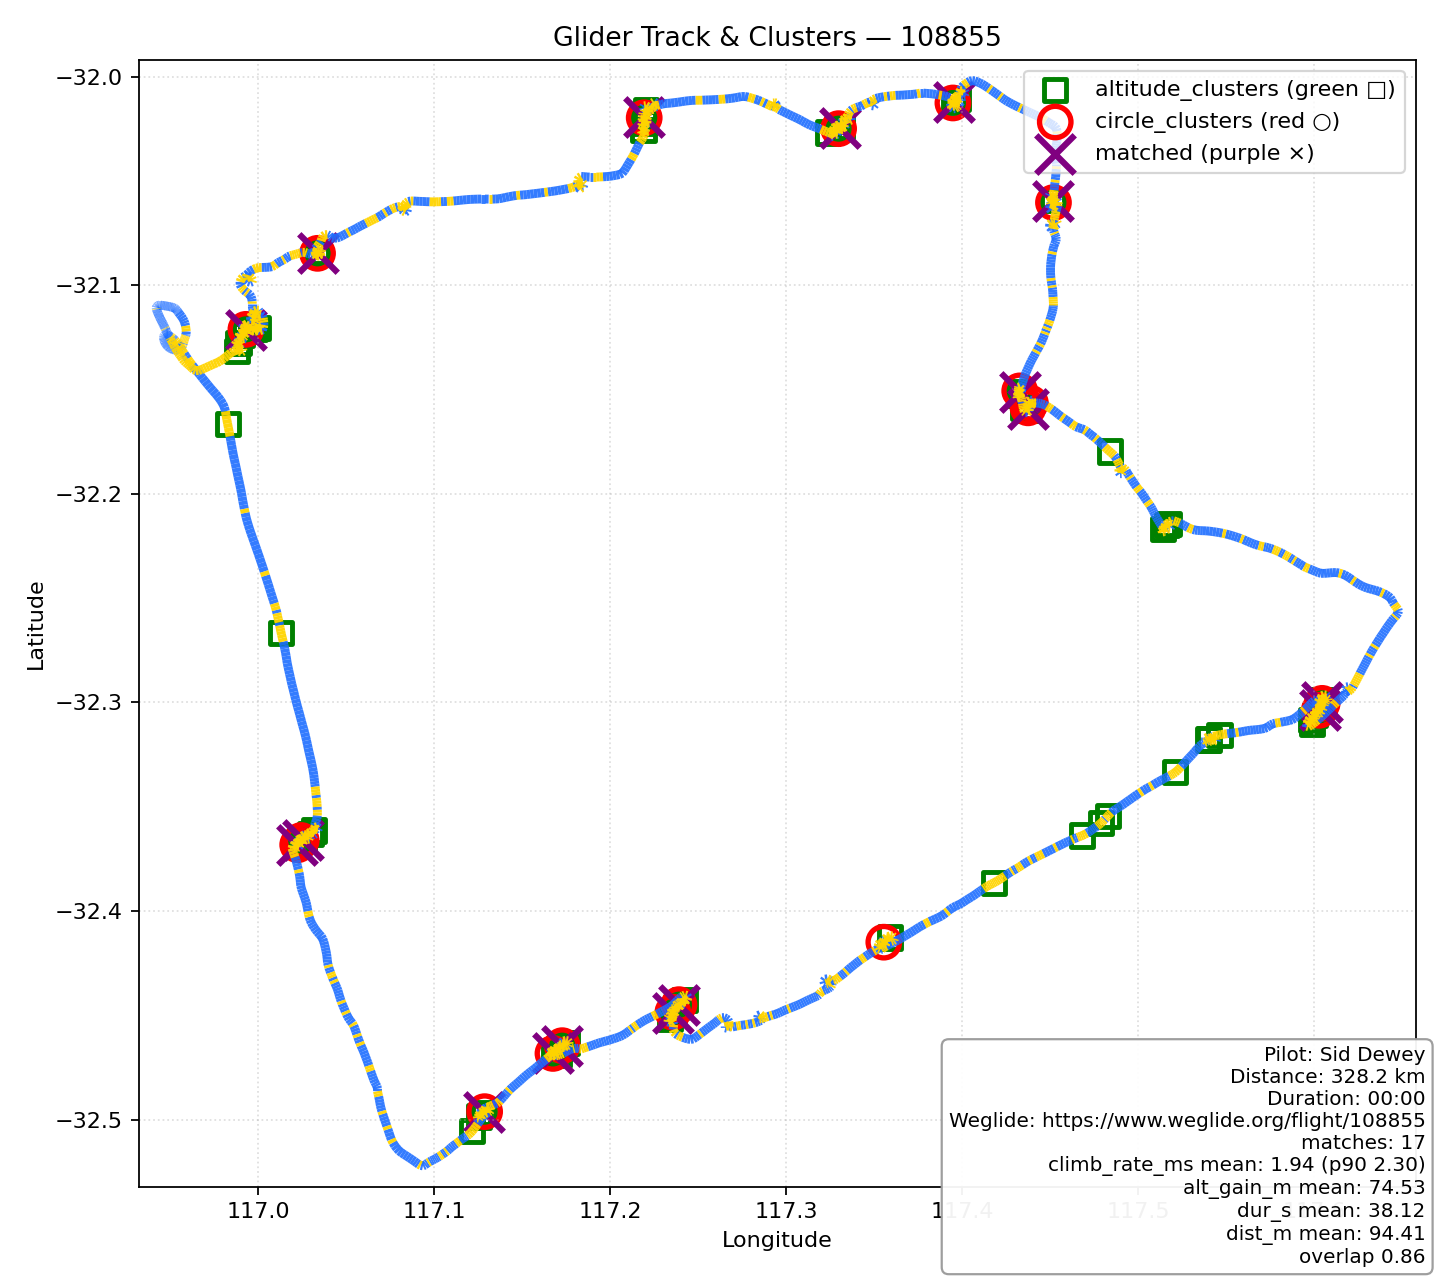 Glider Track & Clusters — 108855
altitude_clusters (green □)
circle_clusters (red ○)
matched (purple ×)
Latitude
−32.0
−32.1
−32.2
−32.3
−32.4
−32.5
117.0
117.1
117.2
117.3
117.4
117.5
Longitude
Pilot: Sid Dewey
Distance: 328.2 km
Duration: 00:00
Weglide: https://www.weglide.org/flight/108855
matches: 17
climb_rate_ms mean: 1.94 (p90 2.30)
alt_gain_m mean: 74.53
dur_s mean: 38.12
dist_m mean: 94.41
overlap 0.86